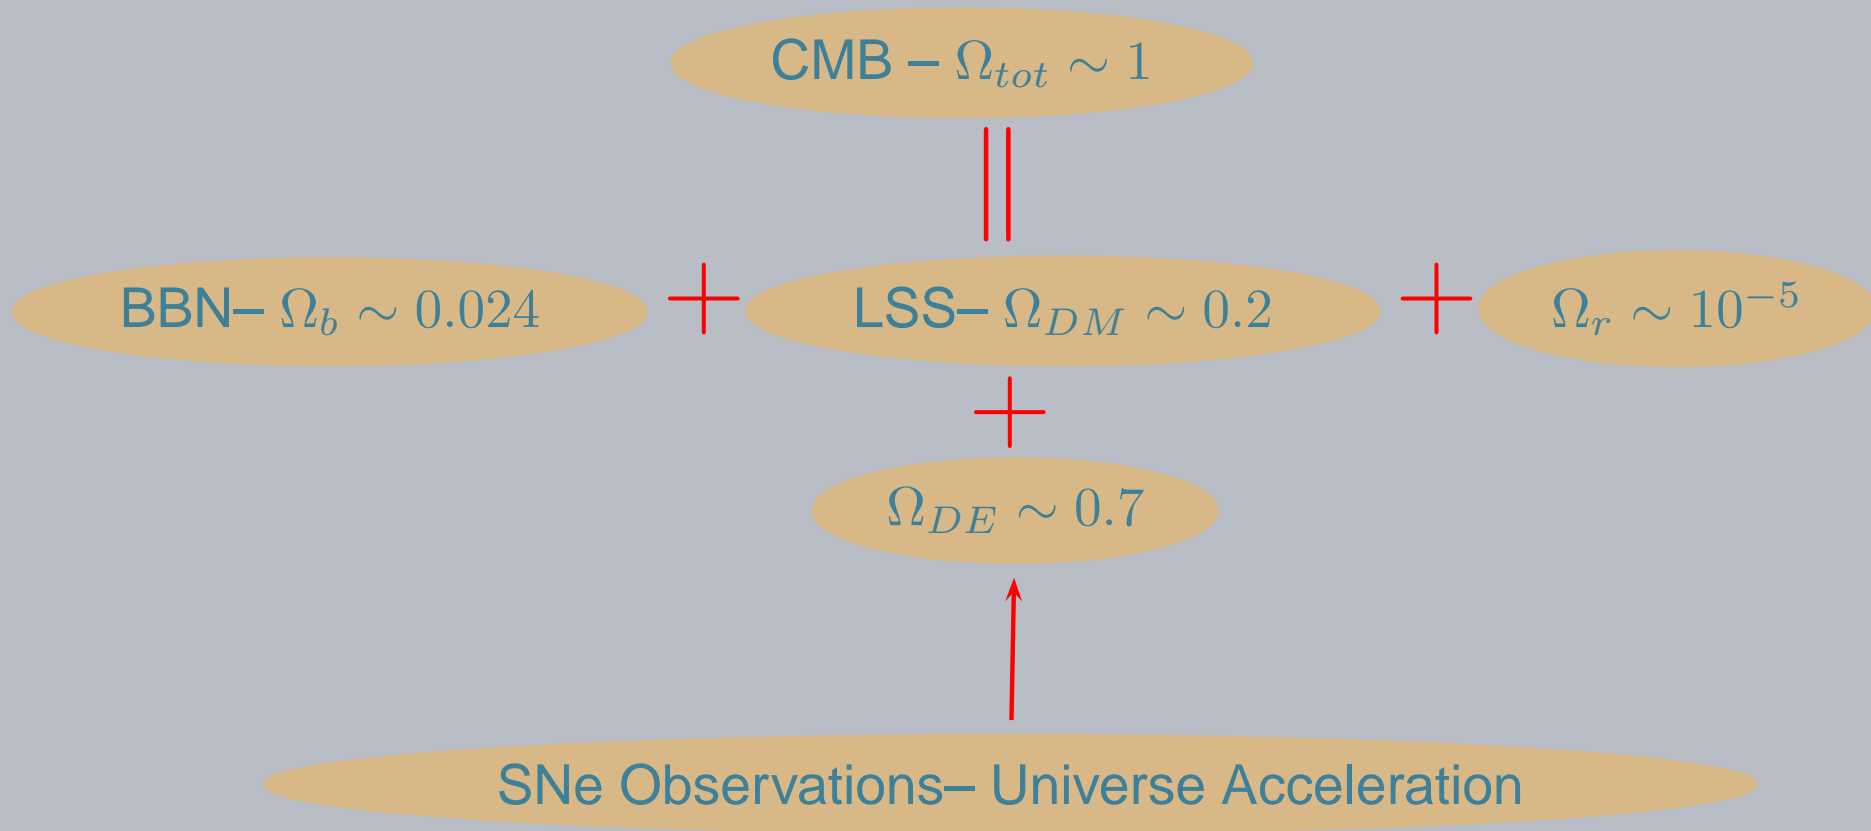 CMB – Ω_tot ∼ 1
BBN– Ω_b ∼ 0.024
+
LSS– Ω_DM ∼ 0.2
+
Ω_r ∼ 10^−5
+
Ω_DE ∼ 0.7
SNe Observations– Universe Acceleration